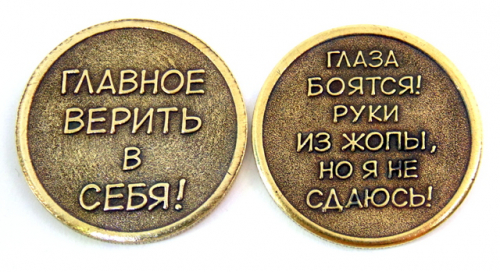 ГЛАВНОЕ
ВЕРИТЬ
В
СЕБЯ!
ГЛАЗА
БОЯТСЯ!
РУКИ
ИЗ ЖОПЫ,
НО Я НЕ
СДАЮСЬ!